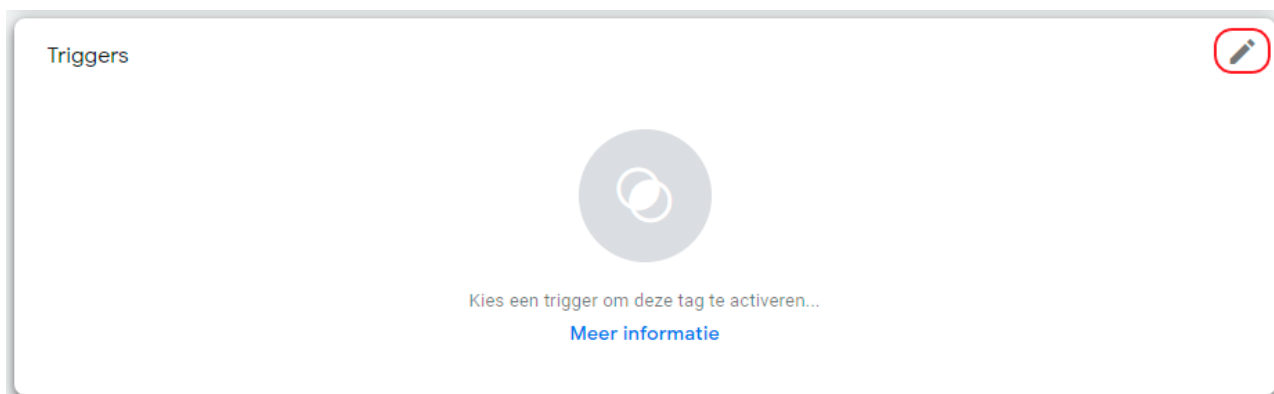 Triggers
Kies een trigger om deze tag te activeren...
Meer informatie